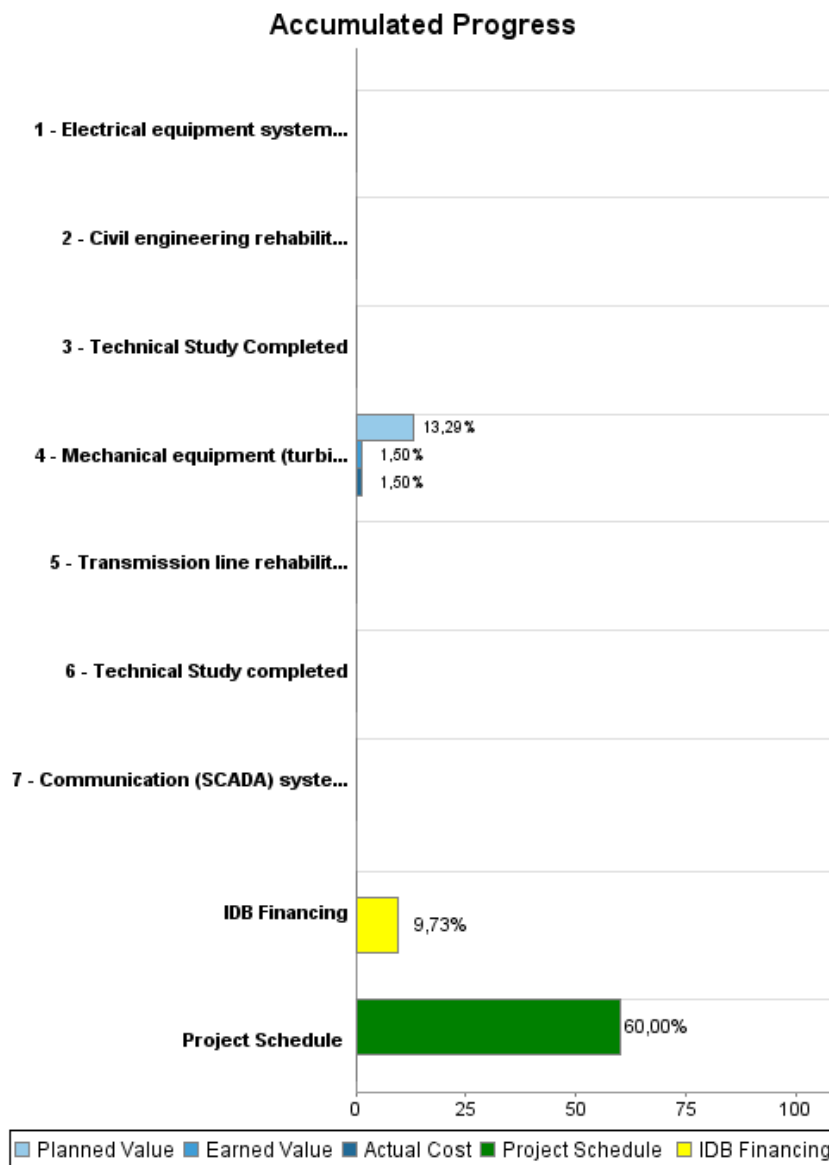 Accumulated Progress
1 - Electrical equipment system...
2 - Civil engineering rehabilit...
3 - Technical Study Completed
13,29%
4 - Mechanical equipment (turbi...
1,50%
1,50%
5 - Transmission line rehabilit...
6 - Technical Study completed
7 - Communication (SCADA) syste...
IDB Financing
9,73%
Project Schedule
60,00%
0 25 50 75 100
Planned Value Earned Value Actual Cost Project Schedule IDB Financing